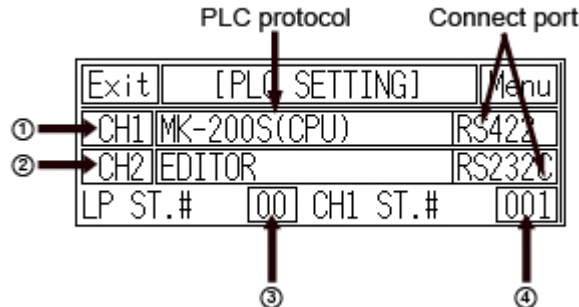 PLC protocol Connect port
Exit [PLC SETTING] Menu
① CH1 MK-200S(CPU) RS422
② CH2 EDITOR RS232C
LP ST.# 00 CH1 ST.# 001
③ ④